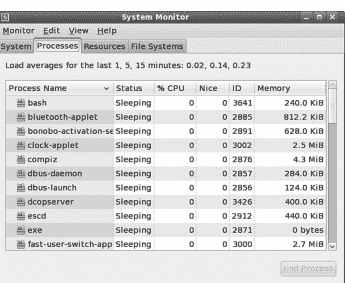 System Monitor
Monitor Edit View Help
System Processes Resources File Systems
Load averages for the last 1, 5, 15 minutes: 0.02, 0.14, 0.23
Process Name Status % CPU Nice ID Memory
bash Sleeping 0 0 3641 240.0 KiB
bluetooth-applet Sleeping 0 0 2885 812.2 KiB
bonobo-activation-se Sleeping 0 0 2891 628.0 KiB
clock-applet Sleeping 0 0 3002 2.5 MiB
compiz Sleeping 0 0 2876 4.3 MiB
dbus-daemon Sleeping 0 0 2857 284.0 KiB
dbus-launch Sleeping 0 0 2856 124.0 KiB
dcopserver Sleeping 0 0 3426 400.0 KiB
escd Sleeping 0 0 2912 440.0 KiB
exe Sleeping 0 0 2871 0 bytes
fast-user-switch-app Sleeping 0 0 3000 2.7 MiB
End Process